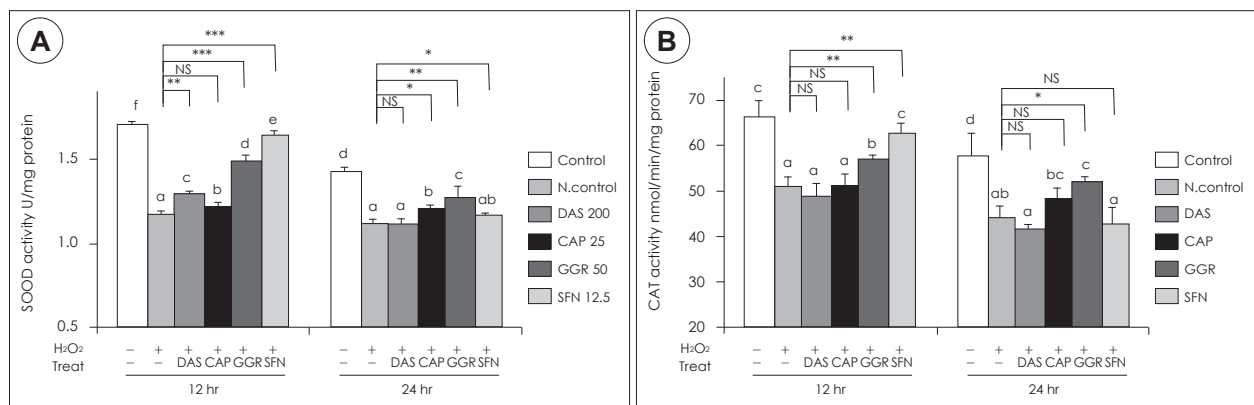 A
***
***
NS
**
f
a
c
b
d
e
*
**
*
NS
d
a
a
b
c
ab
1.5
1.0
0.5
SOOD activity U/mg protein
Control
N.control
DAS 200
CAP 25
GGR 50
SFN 12.5
H2O2 – + + + + + – + + + + +
Treat – – DAS CAP GGR SFN – – DAS CAP GGR SFN
12 hr 24 hr
B
**
**
NS
NS
c
a
a
a
b
c
NS
*
NS
NS
d
ab
a
bc
c
a
70
60
50
40
30
20
CAT activity nmol/min/mg protein
Control
N.control
DAS
CAP
GGR
SFN
H2O2 – + + + + + – + + + + +
Treat – – DAS CAP GGR SFN – – DAS CAP GGR SFN
12 hr 24 hr